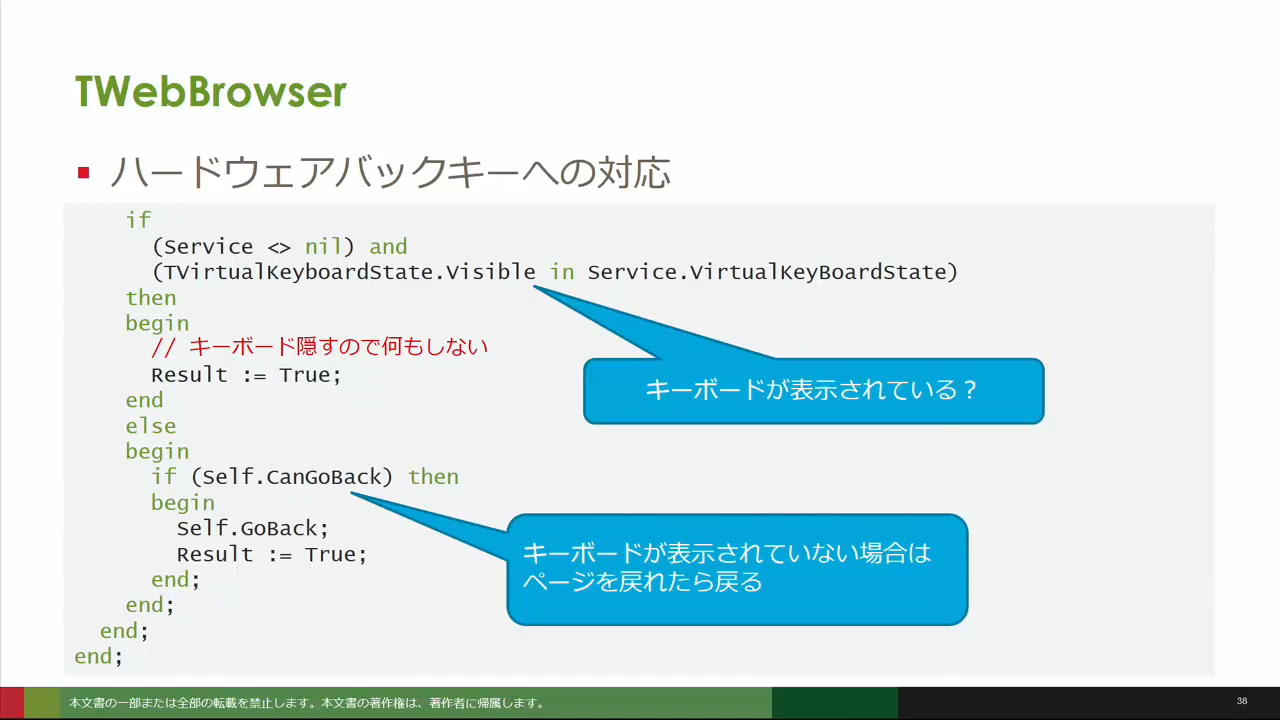 TWebBrowser
ハードウェアバックキーへの対応
if
(Service <> nil) and
(TVirtualKeyboardState.Visible in Service.VirtualKeyBoardState)
then
begin
// キーボード隠すので何もしない
Result := True;
キーボードが表示されている？
end
else
begin
if (Self.CanGoBack) then
begin
Self.GoBack;
Result := True;
キーボードが表示されていない場合は
ページを戻れたら戻る
end;
end;
end;
end;
本文書の一部または全部の転載を禁止します。本文書の著作権は、著作者に帰属します。
38